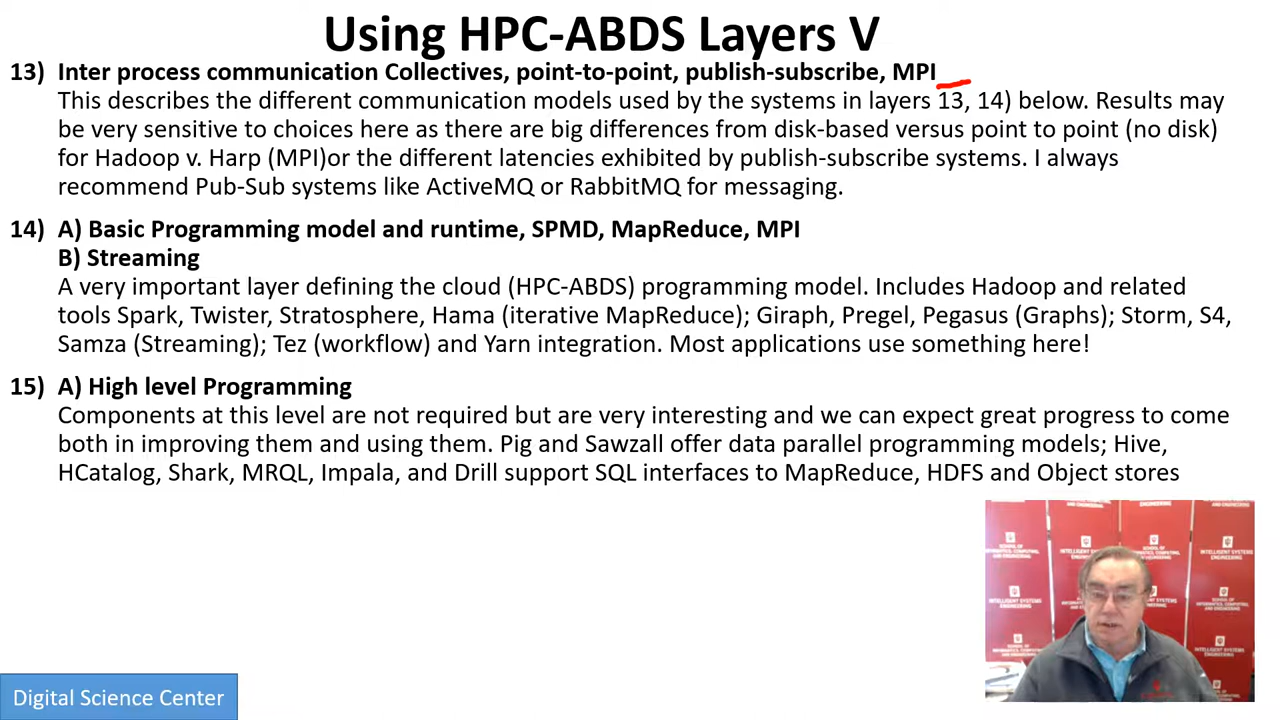 Using HPC-ABDS Layers V
13) Inter process communication Collectives, point-to-point, publish-subscribe, MPI
This describes the different communication models used by the systems in layers 13, 14) below. Results may
be very sensitive to choices here as there are big differences from disk-based versus point to point (no disk)
for Hadoop v. Harp (MPI)or the different latencies exhibited by publish-subscribe systems. I always
recommend Pub-Sub systems like ActiveMQ or RabbitMQ for messaging.
14) A) Basic Programming model and runtime, SPMD, MapReduce, MPI
B) Streaming
A very important layer defining the cloud (HPC-ABDS) programming model. Includes Hadoop and related
tools Spark, Twister, Stratosphere, Hama (iterative MapReduce); Giraph, Pregel, Pegasus (Graphs); Storm, S4,
Samza (Streaming); Tez (workflow) and Yarn integration. Most applications use something here!
15) A) High level Programming
Components at this level are not required but are very interesting and we can expect great progress to come
both in improving them and using them. Pig and Sawzall offer data parallel programming models; Hive,
HCatalog, Shark, MRQL, Impala, and Drill support SQL interfaces to MapReduce, HDFS and Object stores
INTELLIGENT SYSTEMS
ENGINEERING
Digital Science Center